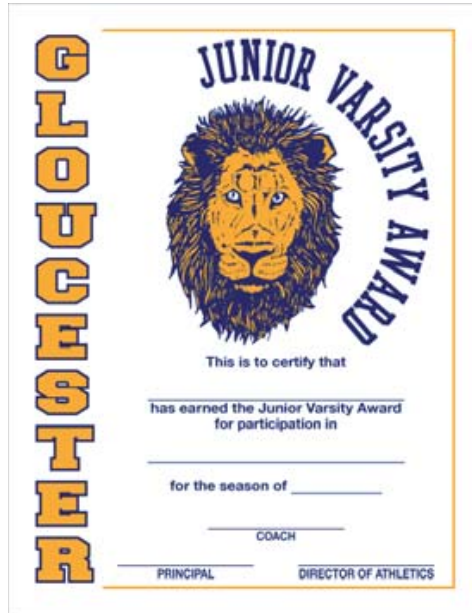 GLOUCESTER
JUNIOR VARSITY AWARD
This is to certify that
has earned the Junior Varsity Award
for participation in
for the season of
COACH
PRINCIPAL DIRECTOR OF ATHLETICS